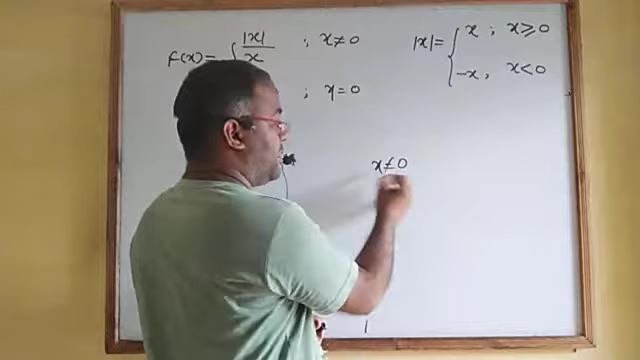 f(x) = { |x|/x ; x≠0
; x=0
|x| = { x ; x≥0
-x, x<0
x≠0